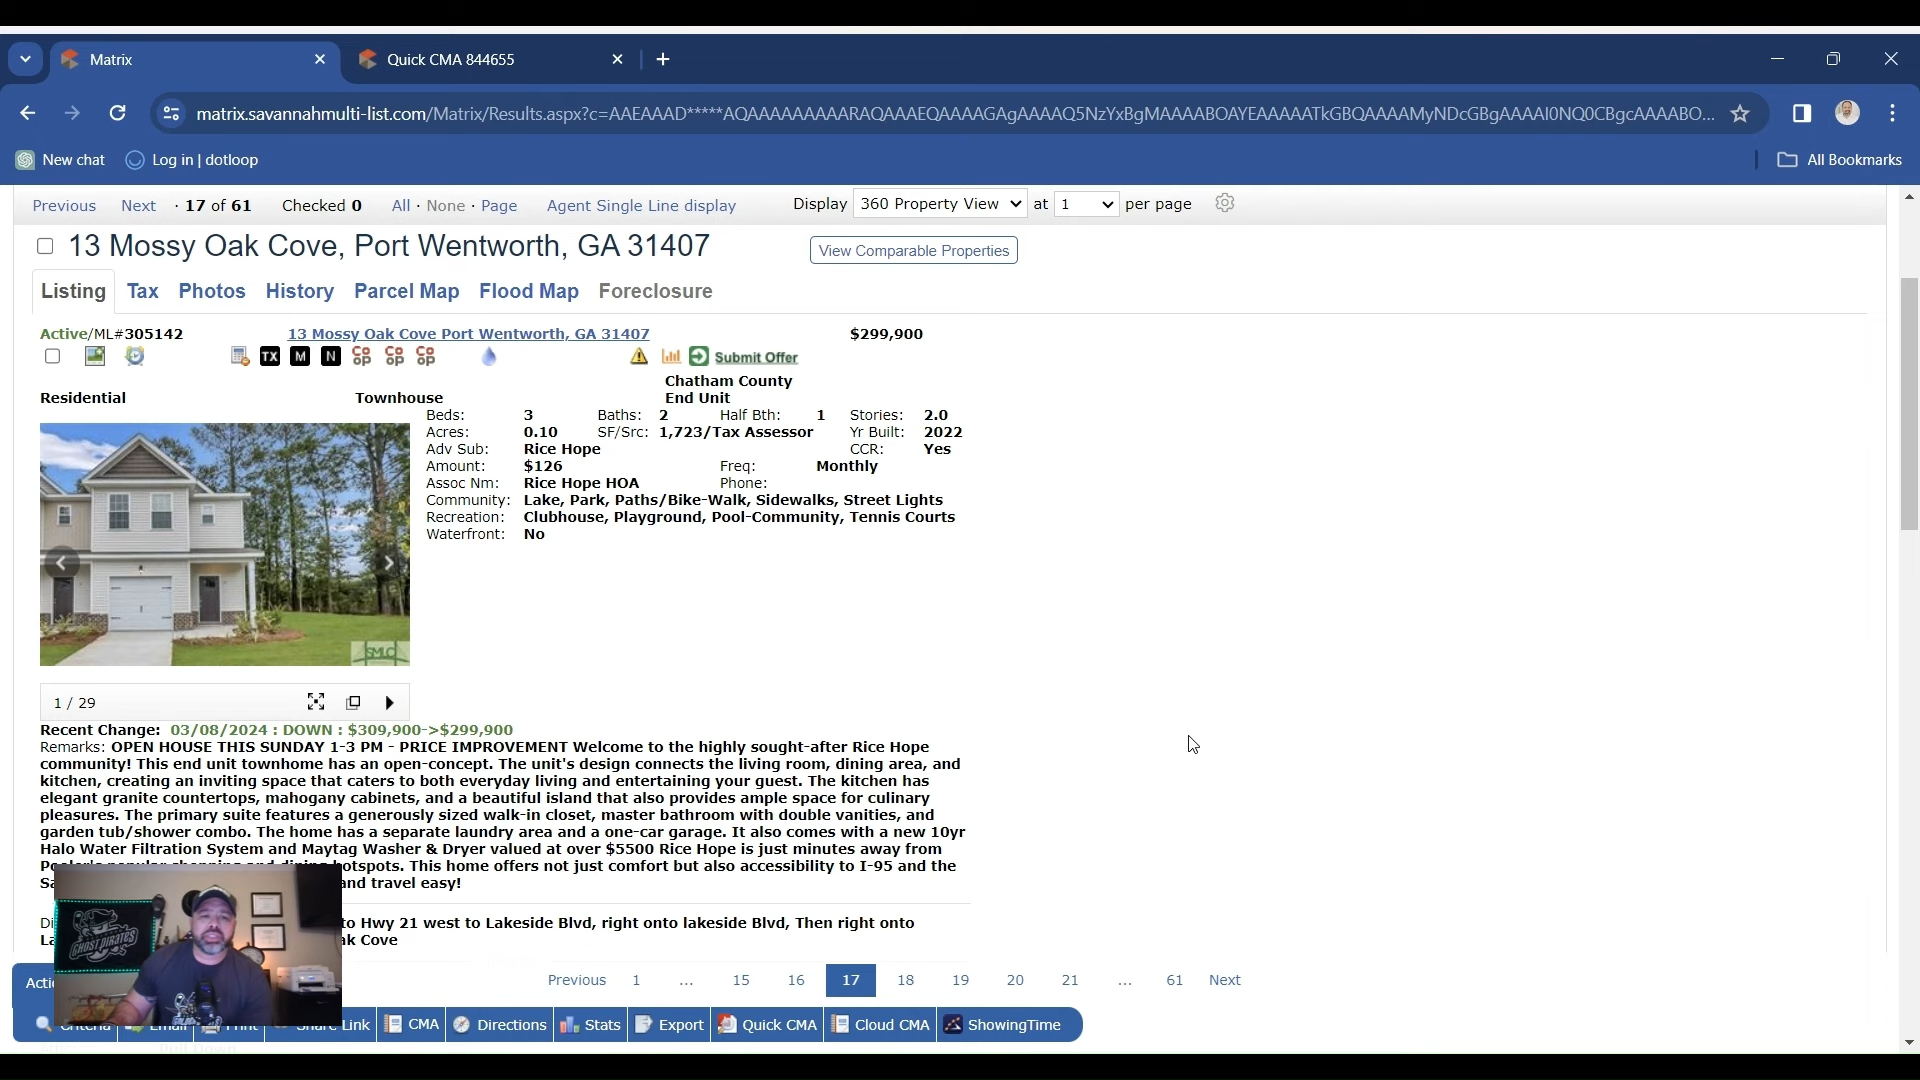 Matrix
Quick CMA 844655
matrix.savannahmulti-list.com/Matrix/Results.aspx?c=AAEAAAD*****AQAAAAAAAAARAQAAAEQAAAAGAgAAAAQ5NzYxBgMAAAABOAYEAAAAATkGBQAAAAMyNDcGBgAAAAI0NQ0CBgcAAAABO...
New chat
Log in | dotloop
All Bookmarks
Previous Next · 17 of 61 Checked 0 All · None · Page Agent Single Line display Display 360 Property View at 1 per page
13 Mossy Oak Cove, Port Wentworth, GA 31407
View Comparable Properties
Listing Tax Photos History Parcel Map Flood Map Foreclosure
Active/ML#305142 13 Mossy Oak Cove Port Wentworth, GA 31407 $299,900
TX M N CO OP CO OP CO OP Submit Offer
Chatham County
Residential Townhouse End Unit
Beds: 3 Baths: 2 Half Bth: 1 Stories: 2.0
Acres: 0.10 SF/Src: 1,723/Tax Assessor Yr Built: 2022
Adv Sub: Rice Hope CCR: Yes
Amount: $126 Freq: Monthly
Assoc Nm: Rice Hope HOA Phone:
Community: Lake, Park, Paths/Bike-Walk, Sidewalks, Street Lights
Recreation: Clubhouse, Playground, Pool-Community, Tennis Courts
Waterfront: No
SMLC
1 / 29
Recent Change: 03/08/2024 : DOWN : $309,900->$299,900
Remarks: OPEN HOUSE THIS SUNDAY 1-3 PM - PRICE IMPROVEMENT Welcome to the highly sought-after Rice Hope
community! This end unit townhome has an open-concept. The unit's design connects the living room, dining area, and
kitchen, creating an inviting space that caters to both everyday living and entertaining your guest. The kitchen has
elegant granite countertops, mahogany cabinets, and a beautiful island that also provides ample space for culinary
pleasures. The primary suite features a generously sized walk-in closet, master bathroom with double vanities, and
garden tub/shower combo. The home has a separate laundry area and a one-car garage. It also comes with a new 10yr
Halo Water Filtration System and Maytag Washer & Dryer valued at over $5500 Rice Hope is just minutes away from
Pooler's popular shopping and dining hotspots. This home offers not just comfort but also accessibility to I-95 and the
and travel easy!
to Hwy 21 west to Lakeside Blvd, right onto lakeside Blvd, Then right onto
Cove
GHOST PIRATES
Previous 1 ... 15 16 17 18 19 20 21 ... 61 Next
Criteria Email Print Share Link CMA Directions Stats Export Quick CMA Cloud CMA ShowingTime